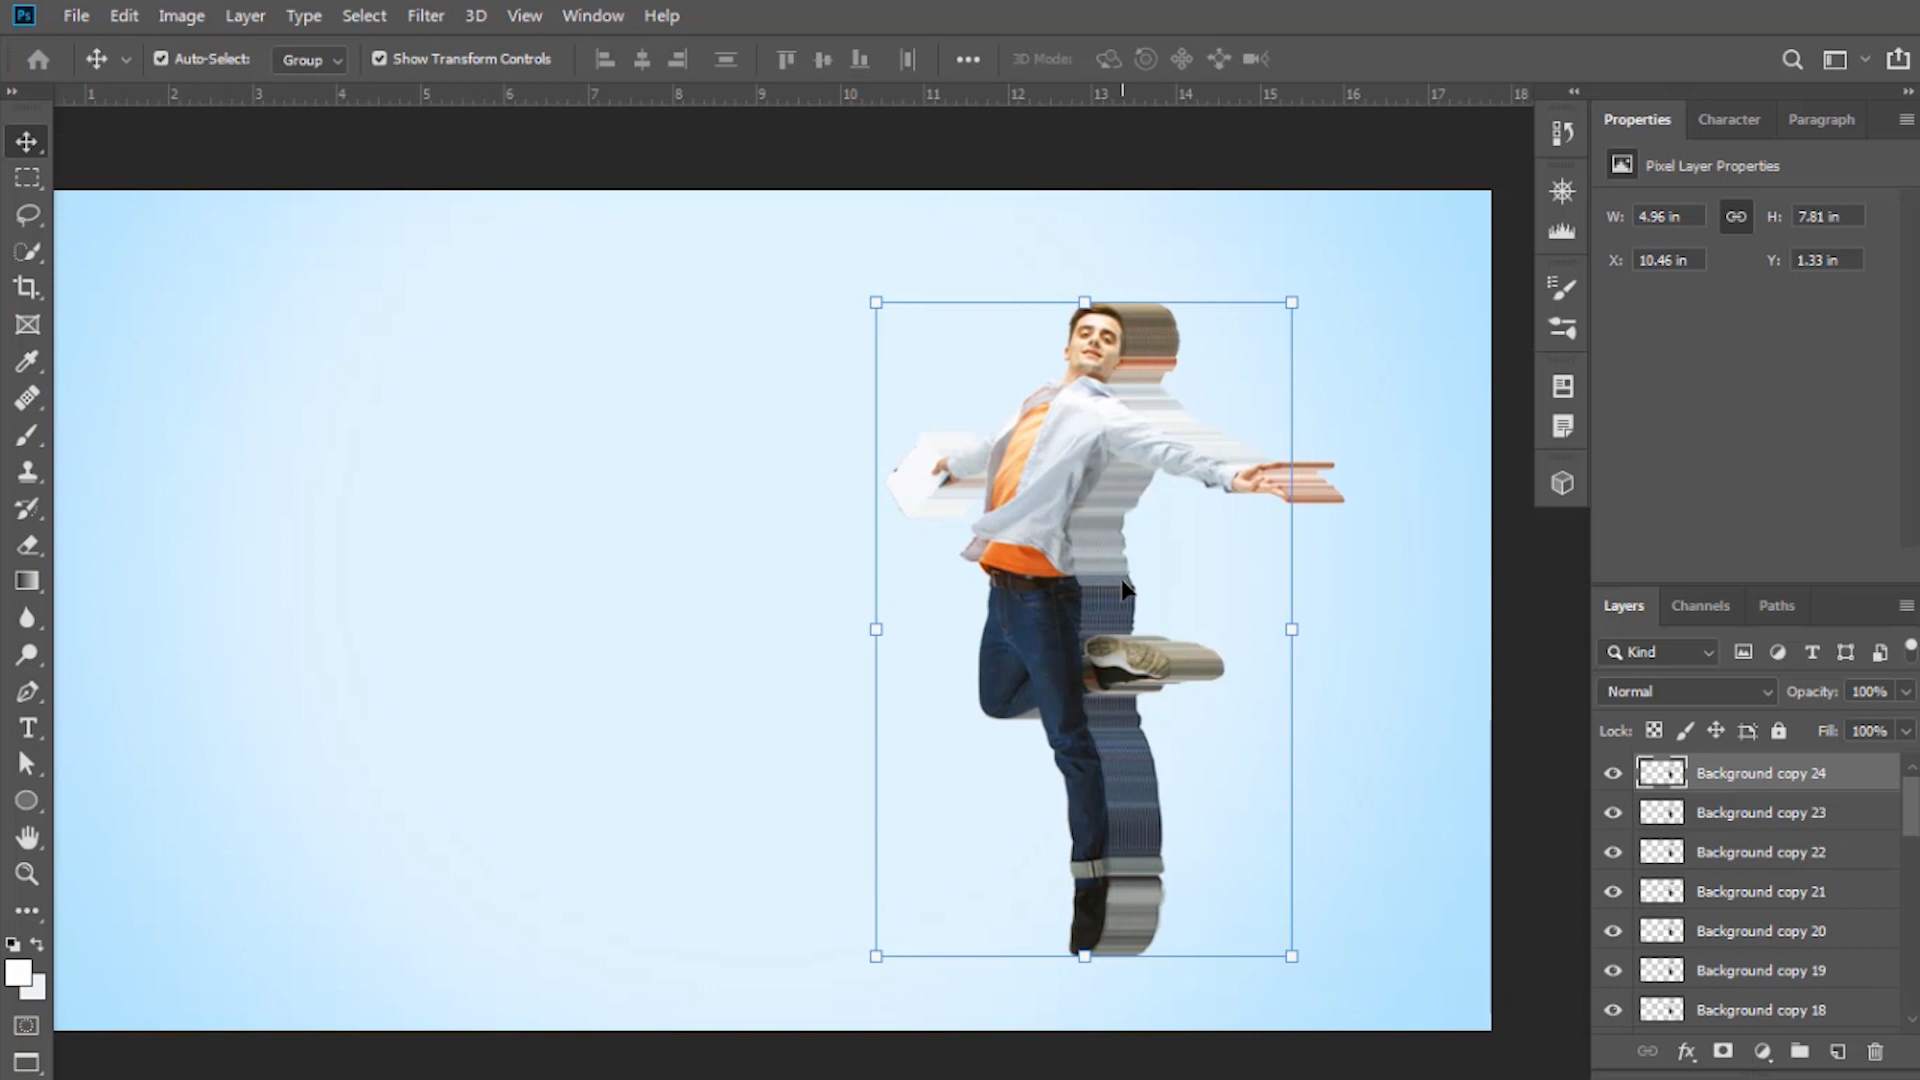 Ps File Edit Image Layer Type Select Filter 3D View Window Help
Auto-Select: Group Show Transform Controls 3D Mode:
1 2 3 4 5 6 7 8 9 10 11 12 13 14 15 16 17 18
Properties Character Paragraph
Pixel Layer Properties
W: 4.96 in H: 7.81 in
X: 10.46 in Y: 1.33 in
Layers Channels Paths
Kind
Normal Opacity: 100%
Lock: Fill: 100%
Background copy 24
Background copy 23
Background copy 22
Background copy 21
Background copy 20
Background copy 19
Background copy 18
fx